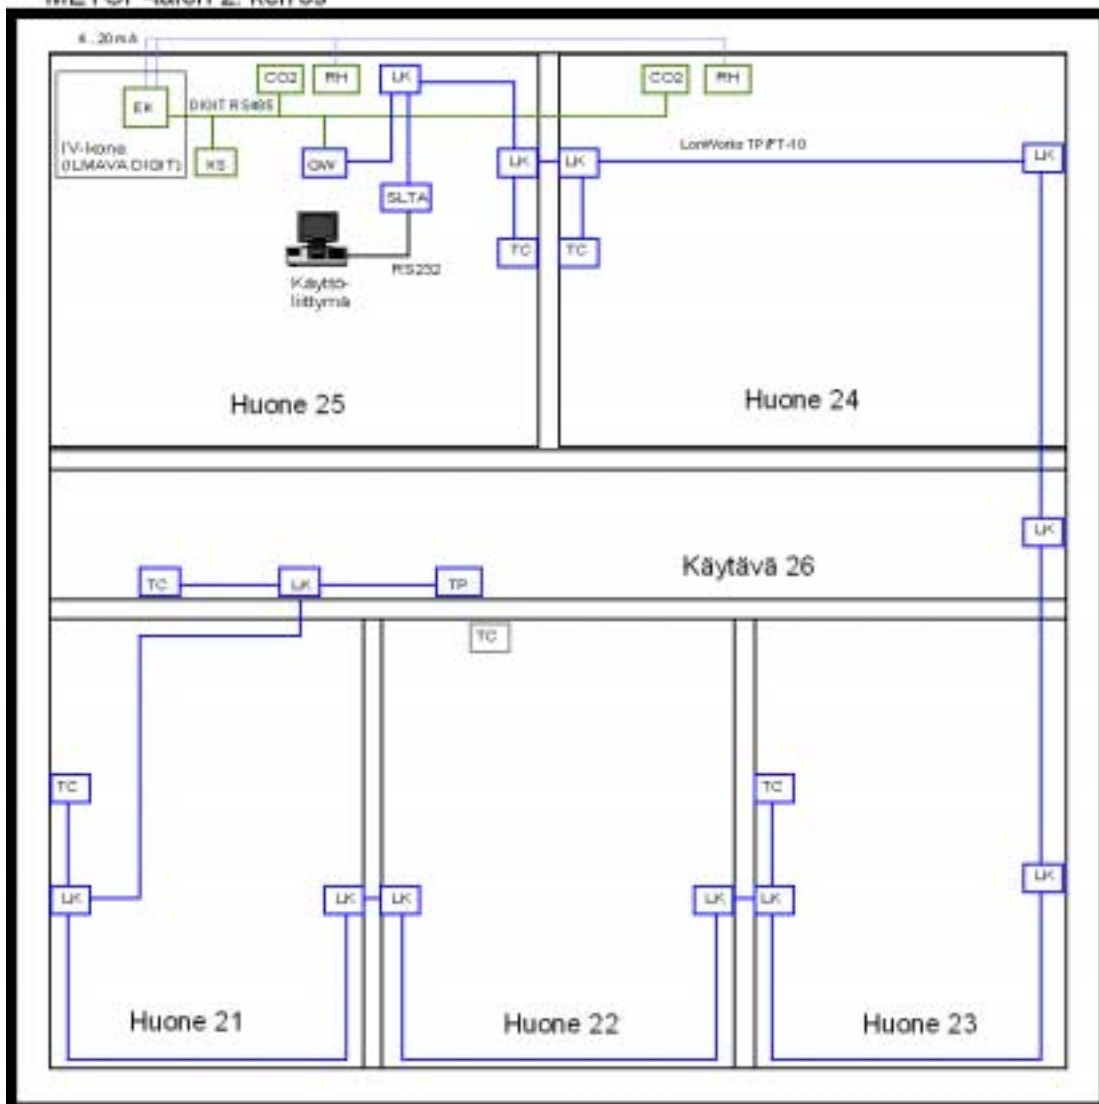 2. kerros
4...20 mA
CO2
RH
LK
CO2
RH
EK
DIGIT RS485
IV-kone
(ILMAVA DIGIT)
KS
GW
LK
LK
LonWorks TP/FT-10
LK
SLTA
TC
TC
RS232
Käyttö-
liittymä
Huone 25
Huone 24
LK
Käytävä 26
TC
LK
TP
TC
TC
TC
LK
LK
LK
LK
LK
LK
Huone 21
Huone 22
Huone 23